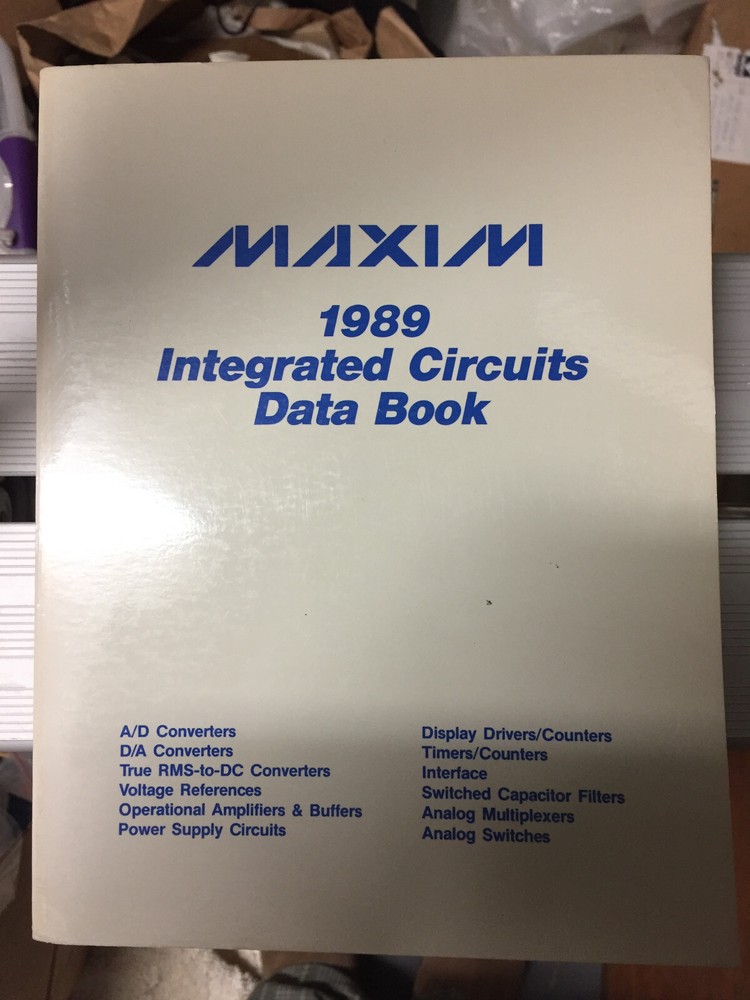 MAXIM
1989
Integrated Circuits
Data Book
A/D Converters
D/A Converters
True RMS-to-DC Converters
Voltage References
Operational Amplifiers & Buffers
Power Supply Circuits
Display Drivers/Counters
Timers/Counters
Interface
Switched Capacitor Filters
Analog Multiplexers
Analog Switches